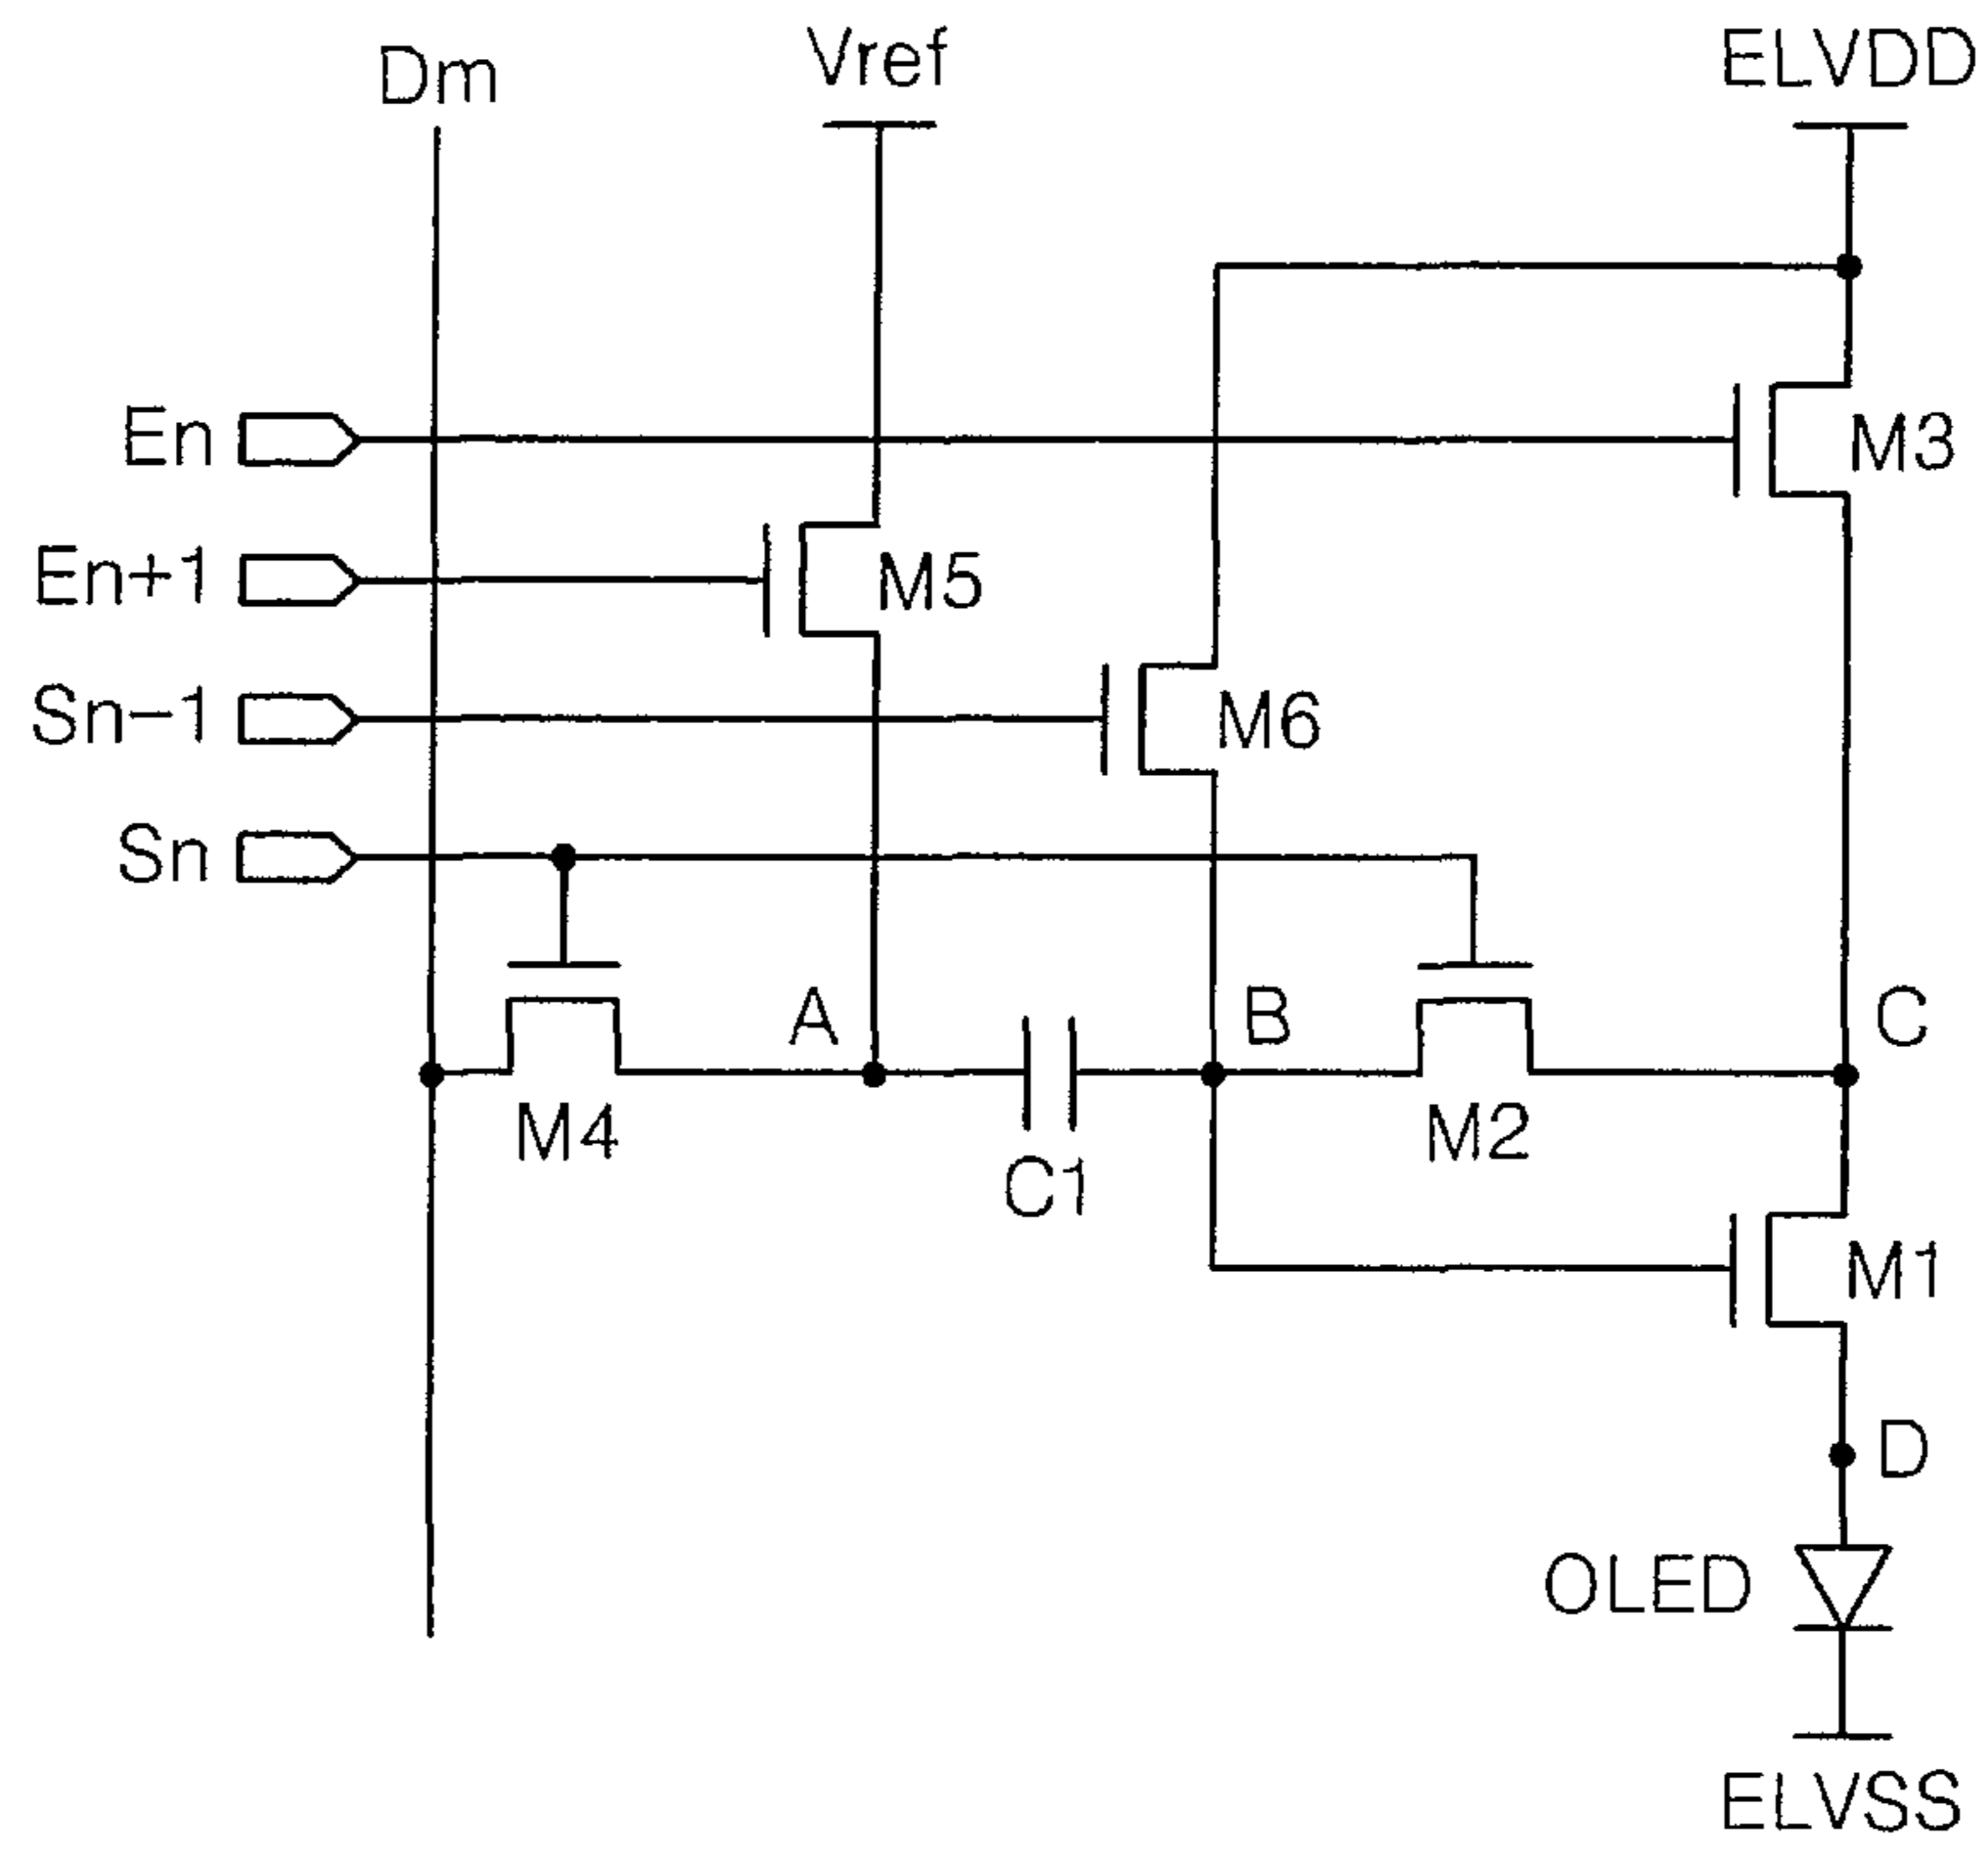 Dm
Vref
ELVDD
En
M3
En+1
M5
Sn-1
M6
Sn
A
B
C
M4
M2
C1
M1
D
OLED
ELVSS